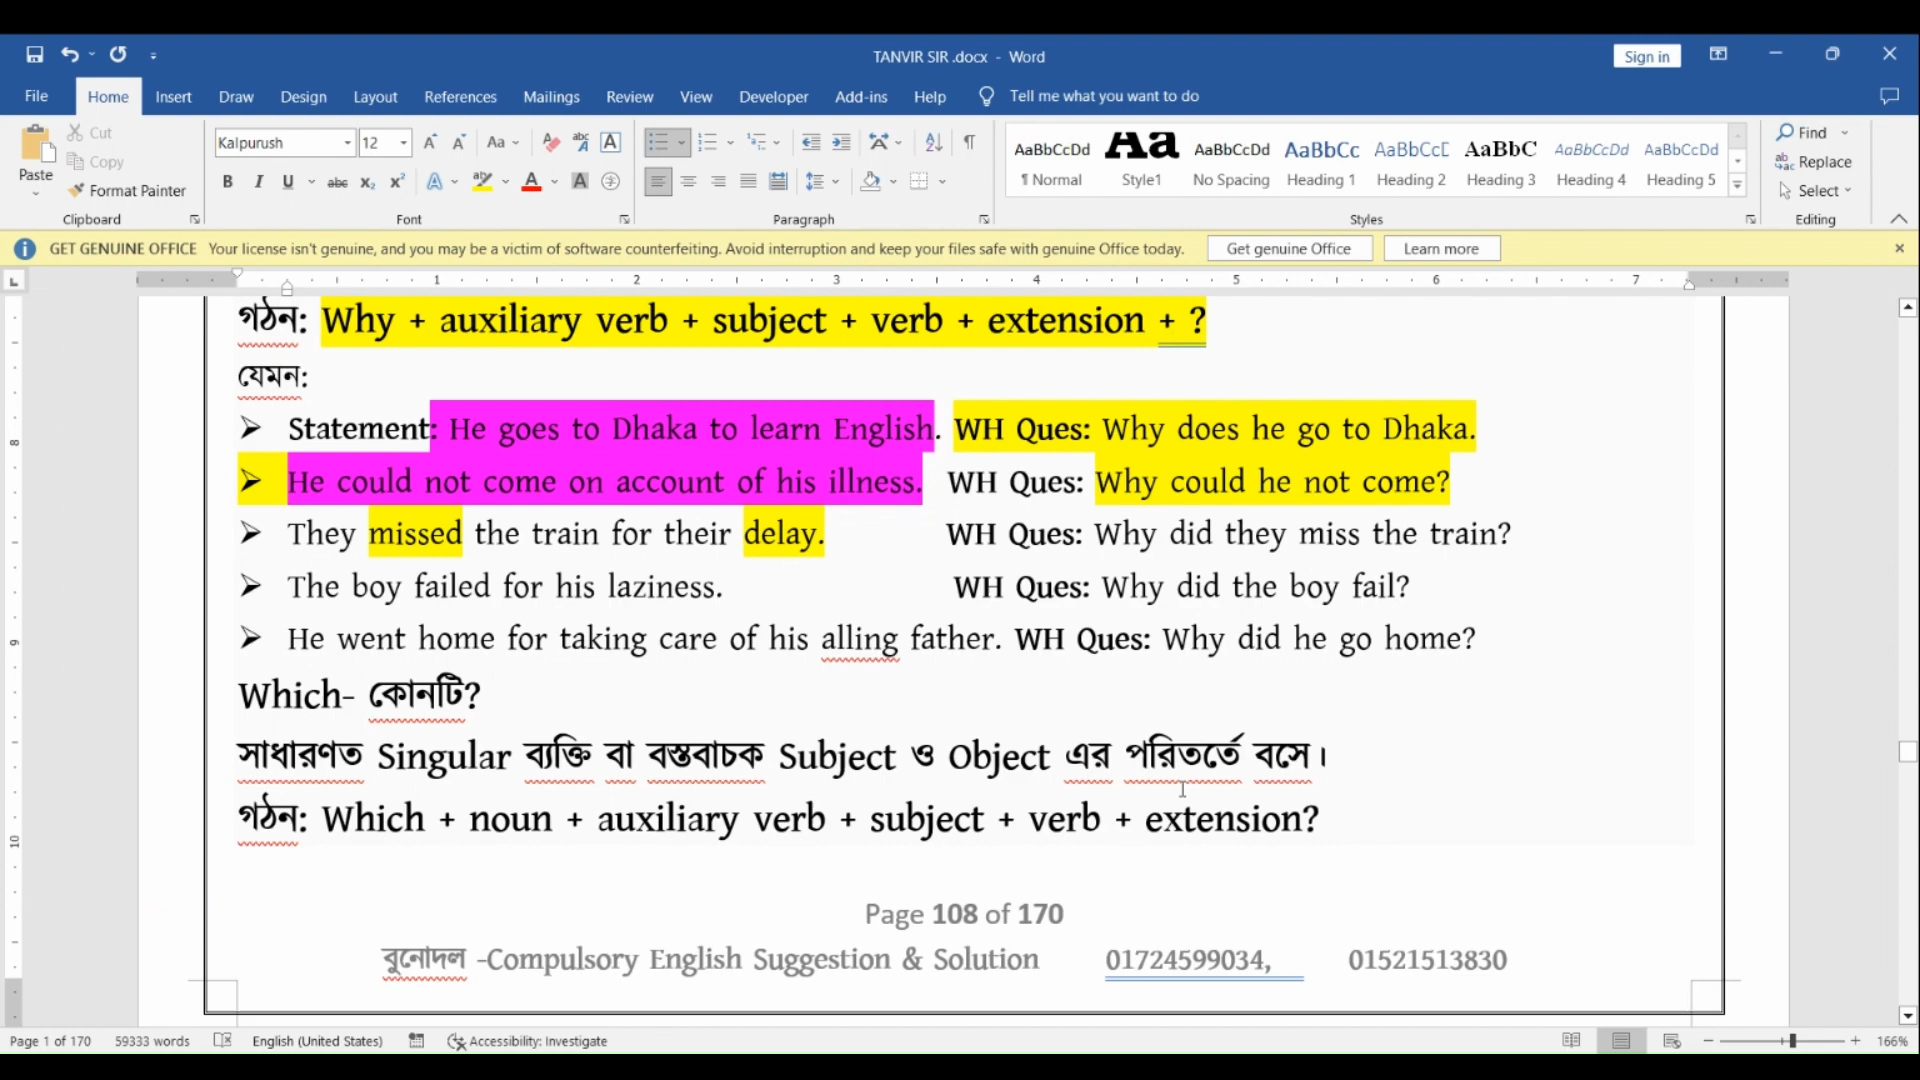 TANVIR SIR .docx - Word
Sign in
File Home Insert Draw Design Layout References Mailings Review View Developer Add-ins Help Tell me what you want to do
Paste
Cut
Copy
Format Painter
Clipboard
Kalpurush 12
Font
Paragraph
AaBbCcDd Normal
Aa Style1
AaBbCcDd No Spacing
AaBbCc Heading 1
AaBbCcD Heading 2
AaBbC Heading 3
AaBbCcDd Heading 4
AaBbCcDd Heading 5
Styles
Find
Replace
Select
Editing
GET GENUINE OFFICE Your license isn't genuine, and you may be a victim of software counterfeiting. Avoid interruption and keep your files safe with genuine Office today. Get genuine Office Learn more
1 2 3 4 5 6 7
গঠন: Why + auxiliary verb + subject + verb + extension + ?
যেমন:
➢ Statement: He goes to Dhaka to learn English. WH Ques: Why does he go to Dhaka.
➢ He could not come on account of his illness. WH Ques: Why could he not come?
➢ They missed the train for their delay. WH Ques: Why did they miss the train?
➢ The boy failed for his laziness. WH Ques: Why did the boy fail?
➢ He went home for taking care of his alling father. WH Ques: Why did he go home?
Which- কোনটি?
সাধারণত Singular ব্যক্তি বা বস্তবাচক Subject ও Object এর পরিতর্তে বসে।
গঠন: Which + noun + auxiliary verb + subject + verb + extension?
Page 108 of 170
বুনোদল -Compulsory English Suggestion & Solution 01724599034, 01521513830
Page 1 of 170 59333 words English (United States) Accessibility: Investigate 166%